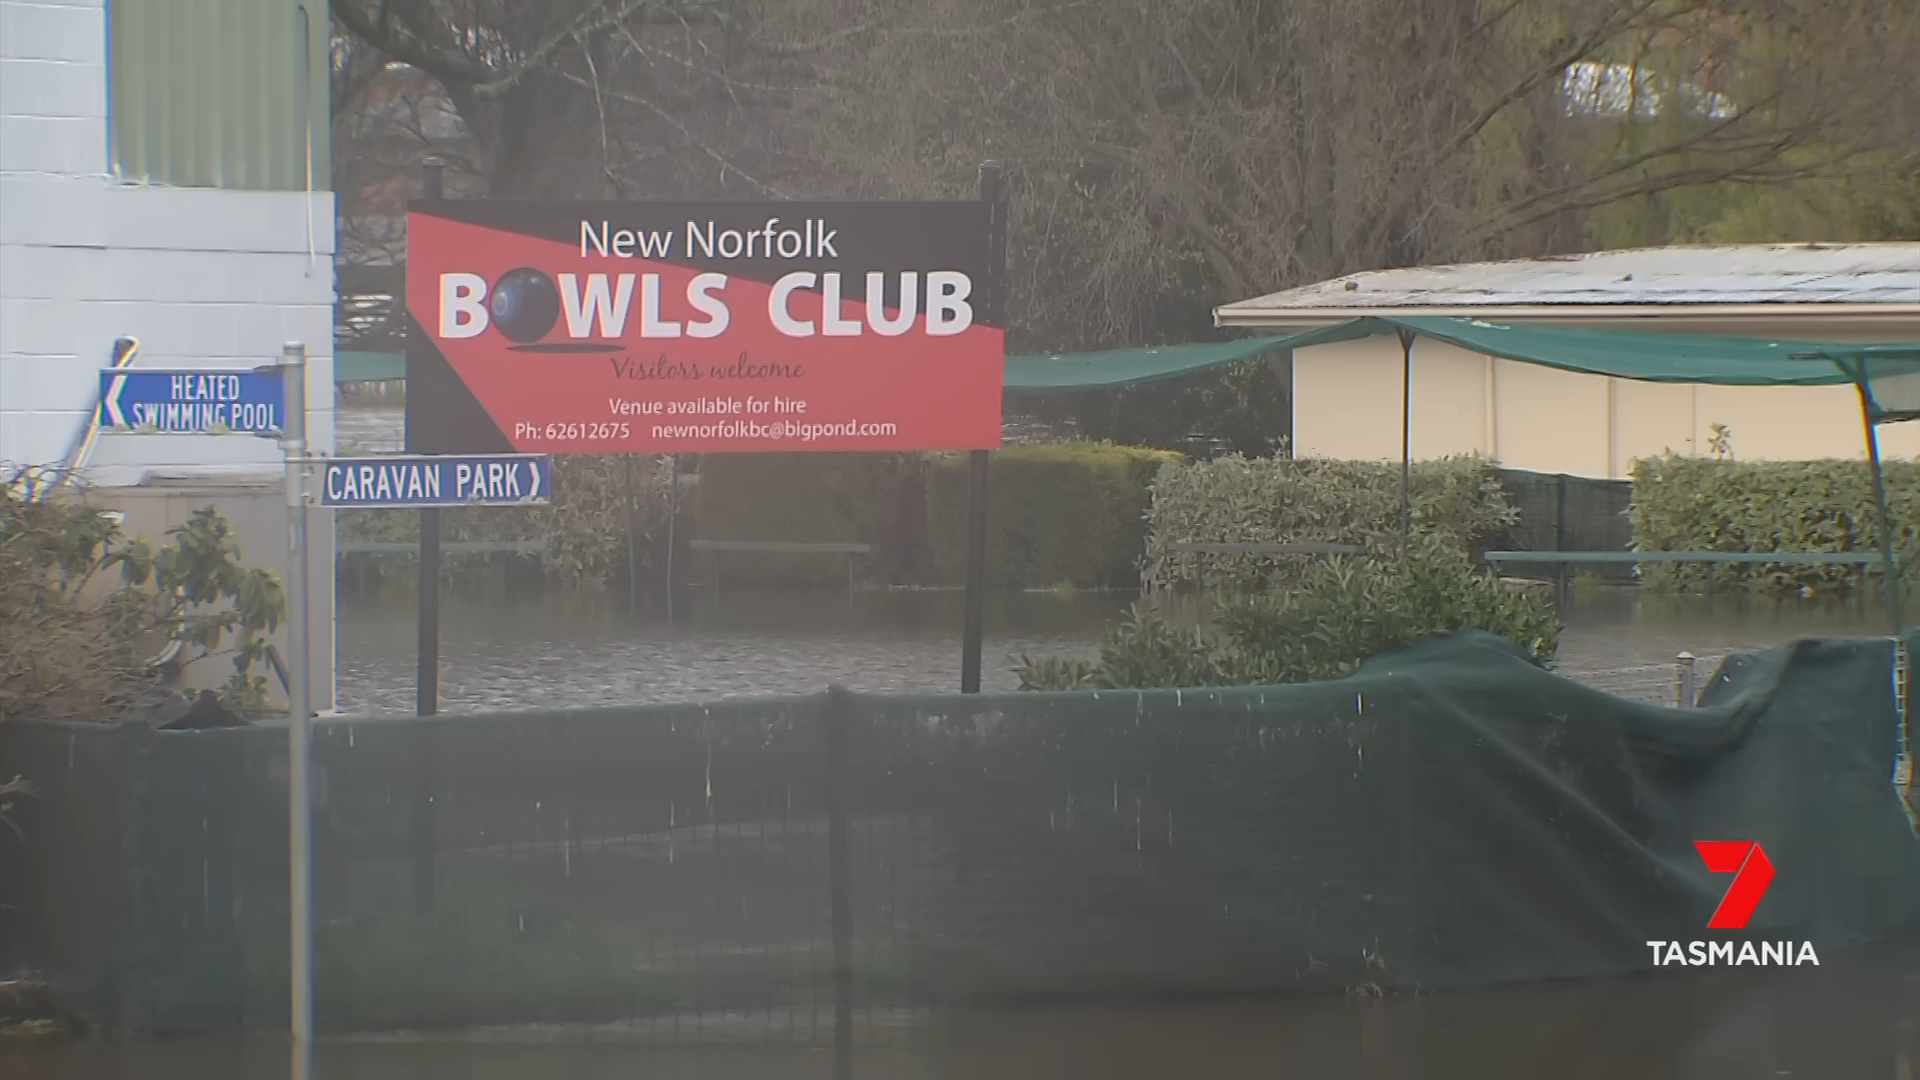 New Norfolk
BOWLS CLUB
Visitors welcome
Venue available for hire
Ph: 62612675 newnorfolkbc@bigpond.com
HEATED
SWIMMING POOL
CARAVAN PARK
7
TASMANIA